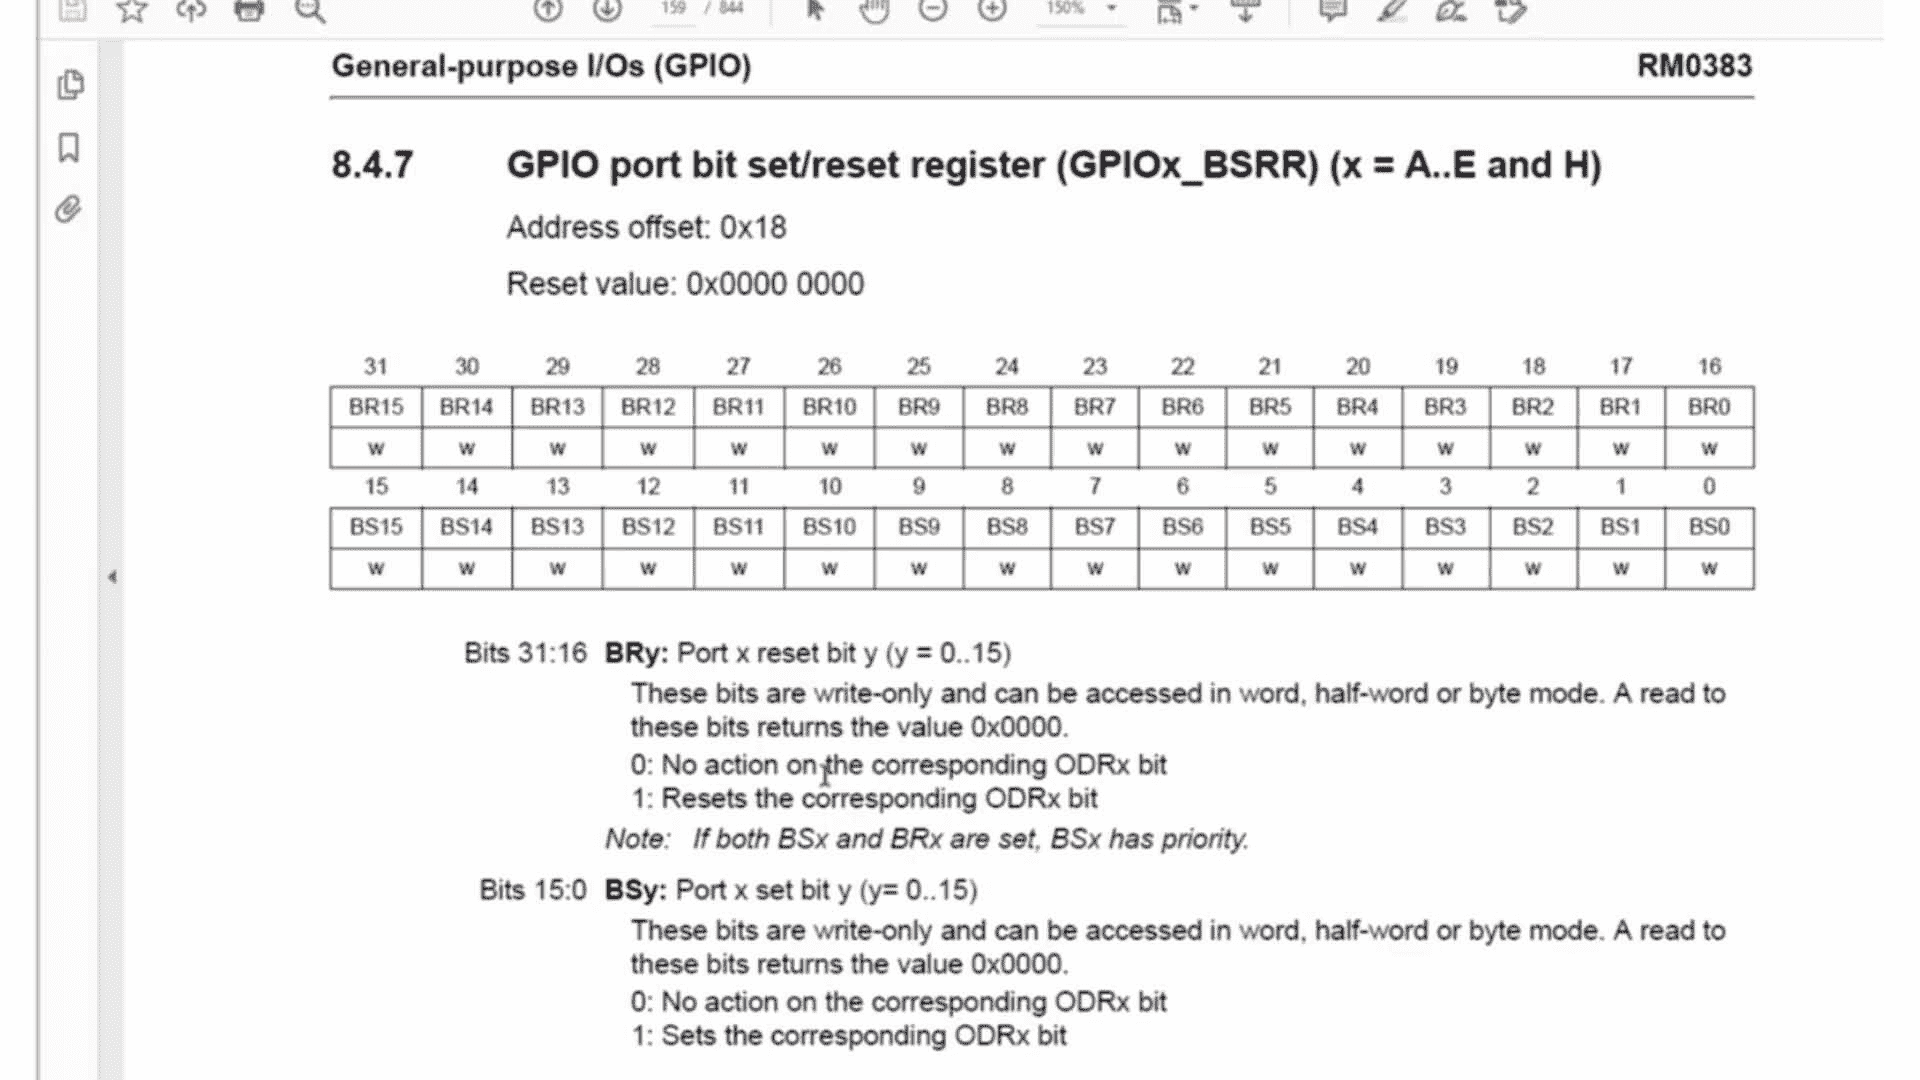 159 / 844
150%
General-purpose I/Os (GPIO) RM0383
8.4.7 GPIO port bit set/reset register (GPIOx_BSRR) (x = A..E and H)
Address offset: 0x18
Reset value: 0x0000 0000
31 30 29 28 27 26 25 24 23 22 21 20 19 18 17 16
BR15 BR14 BR13 BR12 BR11 BR10 BR9 BR8 BR7 BR6 BR5 BR4 BR3 BR2 BR1 BR0
w w w w w w w w w w w w w w w w
15 14 13 12 11 10 9 8 7 6 5 4 3 2 1 0
BS15 BS14 BS13 BS12 BS11 BS10 BS9 BS8 BS7 BS6 BS5 BS4 BS3 BS2 BS1 BS0
w w w w w w w w w w w w w w w w
Bits 31:16 BRy: Port x reset bit y (y = 0..15)
These bits are write-only and can be accessed in word, half-word or byte mode. A read to
these bits returns the value 0x0000.
0: No action on the corresponding ODRx bit
1: Resets the corresponding ODRx bit
Note: If both BSx and BRx are set, BSx has priority.
Bits 15:0 BSy: Port x set bit y (y= 0..15)
These bits are write-only and can be accessed in word, half-word or byte mode. A read to
these bits returns the value 0x0000.
0: No action on the corresponding ODRx bit
1: Sets the corresponding ODRx bit